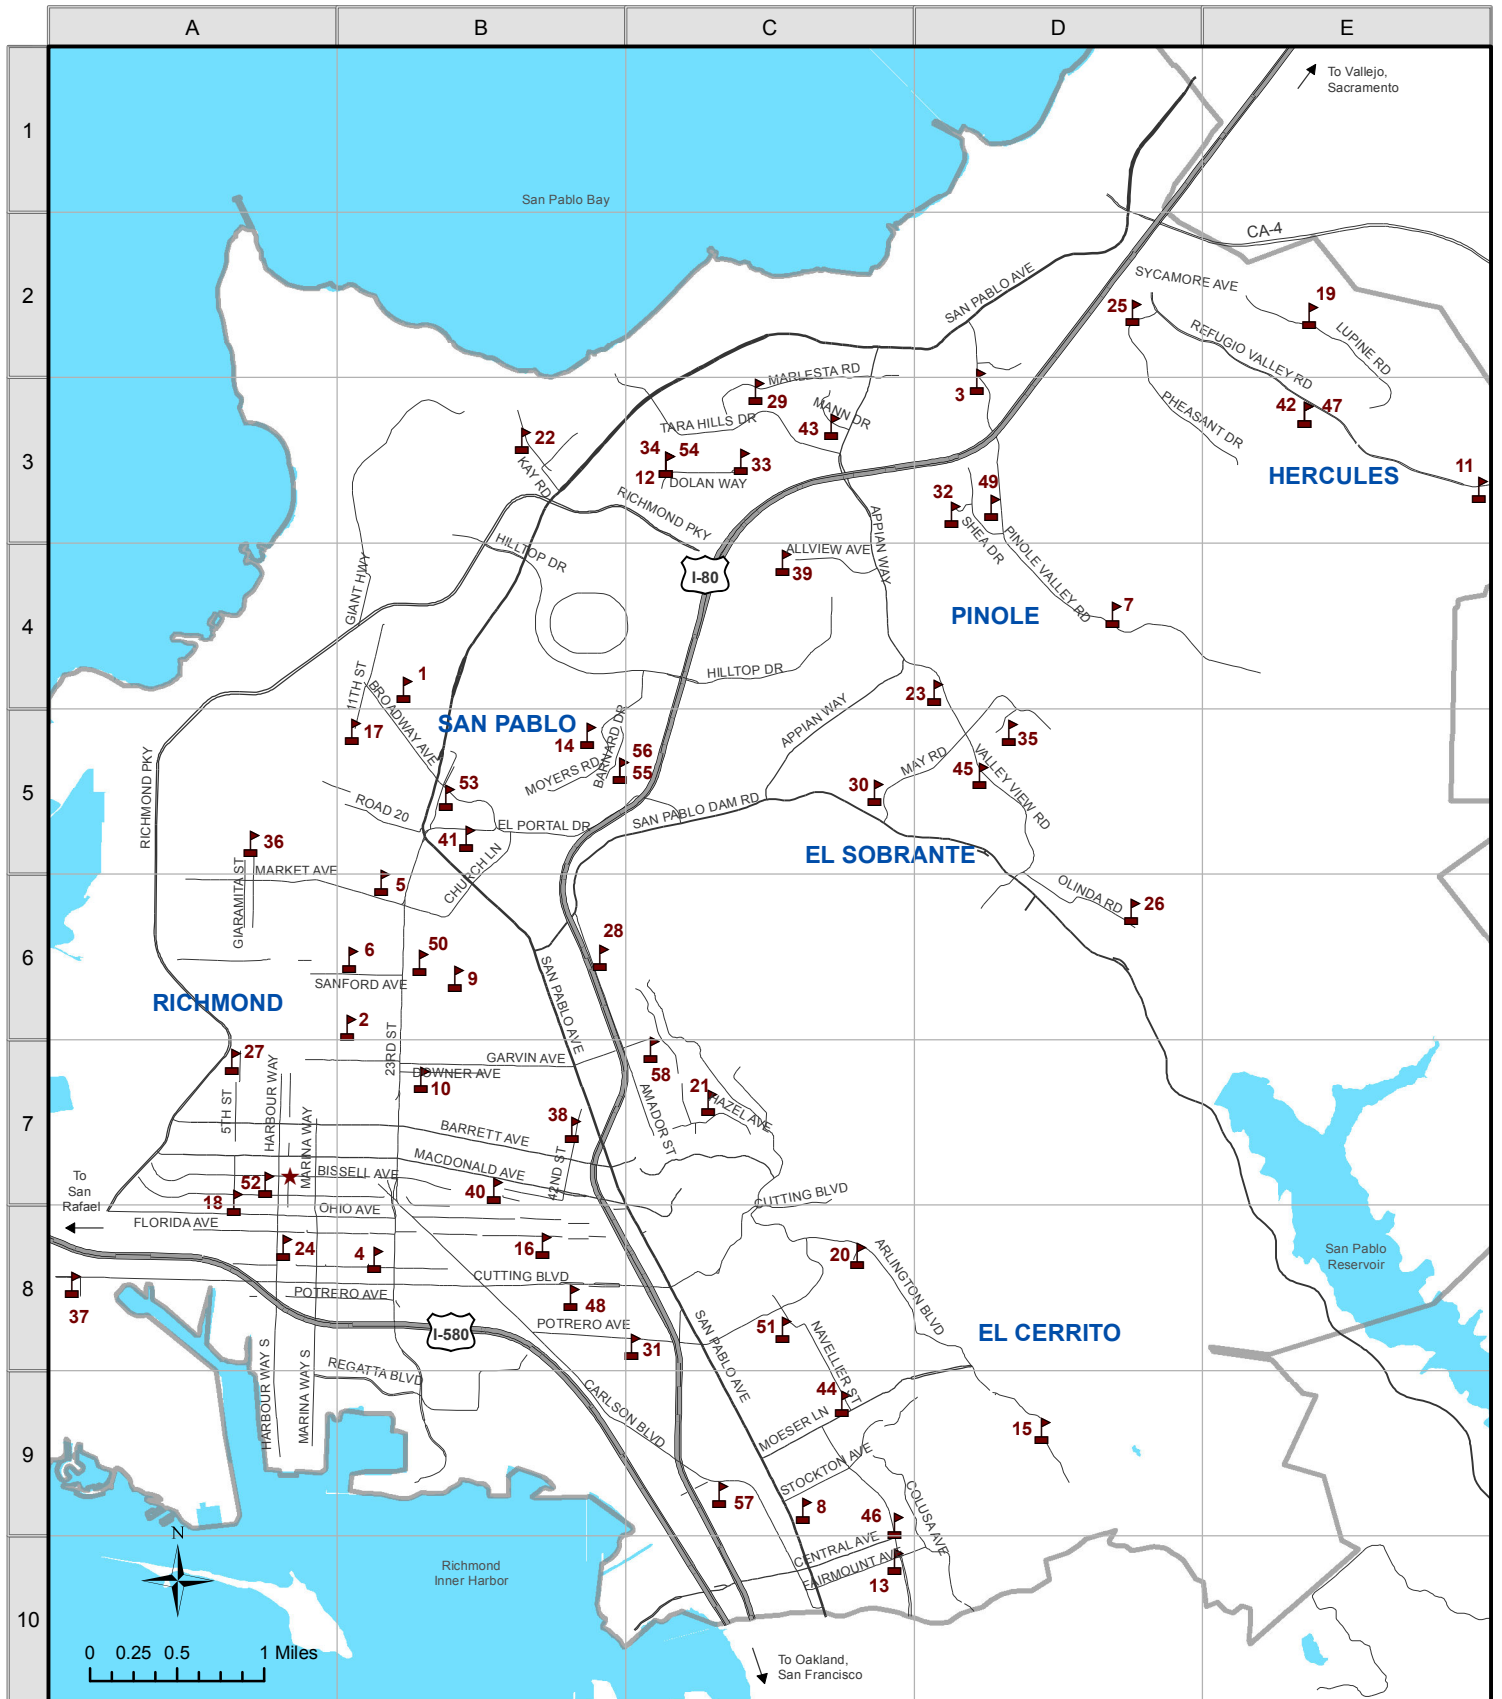 A B C D E
1
To Vallejo,
Sacramento
San Pablo Bay
CA-4
2
SAN PABLO AVE
SYCAMORE AVE
19
25
LUPINE RD
REFUGIO VALLEY RD
MARLESTA RD
3
29
PHEASANT DR
42 47
MANN DR
TARA HILLS DR
43
22
34 54
33
3
KAY RD
12
DOLAN WAY
HERCULES
11
RICHMOND PKY
32
49
APPIAN WAY
SHEA DR
PINOLE VALLEY RD
HILLTOP DR
ALLVIEW AVE
GIANT HWY
I-80
39
4
PINOLE
7
HILLTOP DR
1
11TH ST
BROADWAY AVE
23
17
SAN PABLO
14
BARNARD DR
APPIAN WAY
35
RICHMOND PKY
56
MAY RD
VALLEY VIEW RD
MOYERS RD
55
45
53
30
5
ROAD 20
SAN PABLO DAM RD
EL PORTAL DR
36
41
EL SOBRANTE
CHURCH LN
GIARAMITA ST
MARKET AVE
5
OLINDA RD
26
28
6
6
50
9
SANFORD AVE
SAN PABLO AVE
RICHMOND
2
23RD ST
27
GARVIN AVE
HARBOUR WAY
DOWNER AVE
58
10
21
AMADOR ST
HAZEL AVE
5TH ST
38
7
MARINA WAY
BARRETT AVE
MACDONALD AVE
42ND ST
To
San
Rafael
BISSELL AVE
52
40
CUTTING BLVD
18
OHIO AVE
FLORIDA AVE
24
4
16
20
ARLINGTON BLVD
San Pablo
Reservoir
CUTTING BLVD
8
POTRERO AVE
48
37
SAN PABLO AVE
POTRERO AVE
51
NAVELLIER ST
EL CERRITO
I-580
31
HARBOUR WAY S
MARINA WAY S
REGATTA BLVD
CARLSON BLVD
44
MOESER LN
15
9
STOCKTON AVE
COLUSA AVE
57
8
46
N
CENTRAL AVE
Richmond
Inner Harbor
FAIRMOUNT AVE
13
10
0 0.25 0.5 1 Miles
To Oakland,
San Francisco